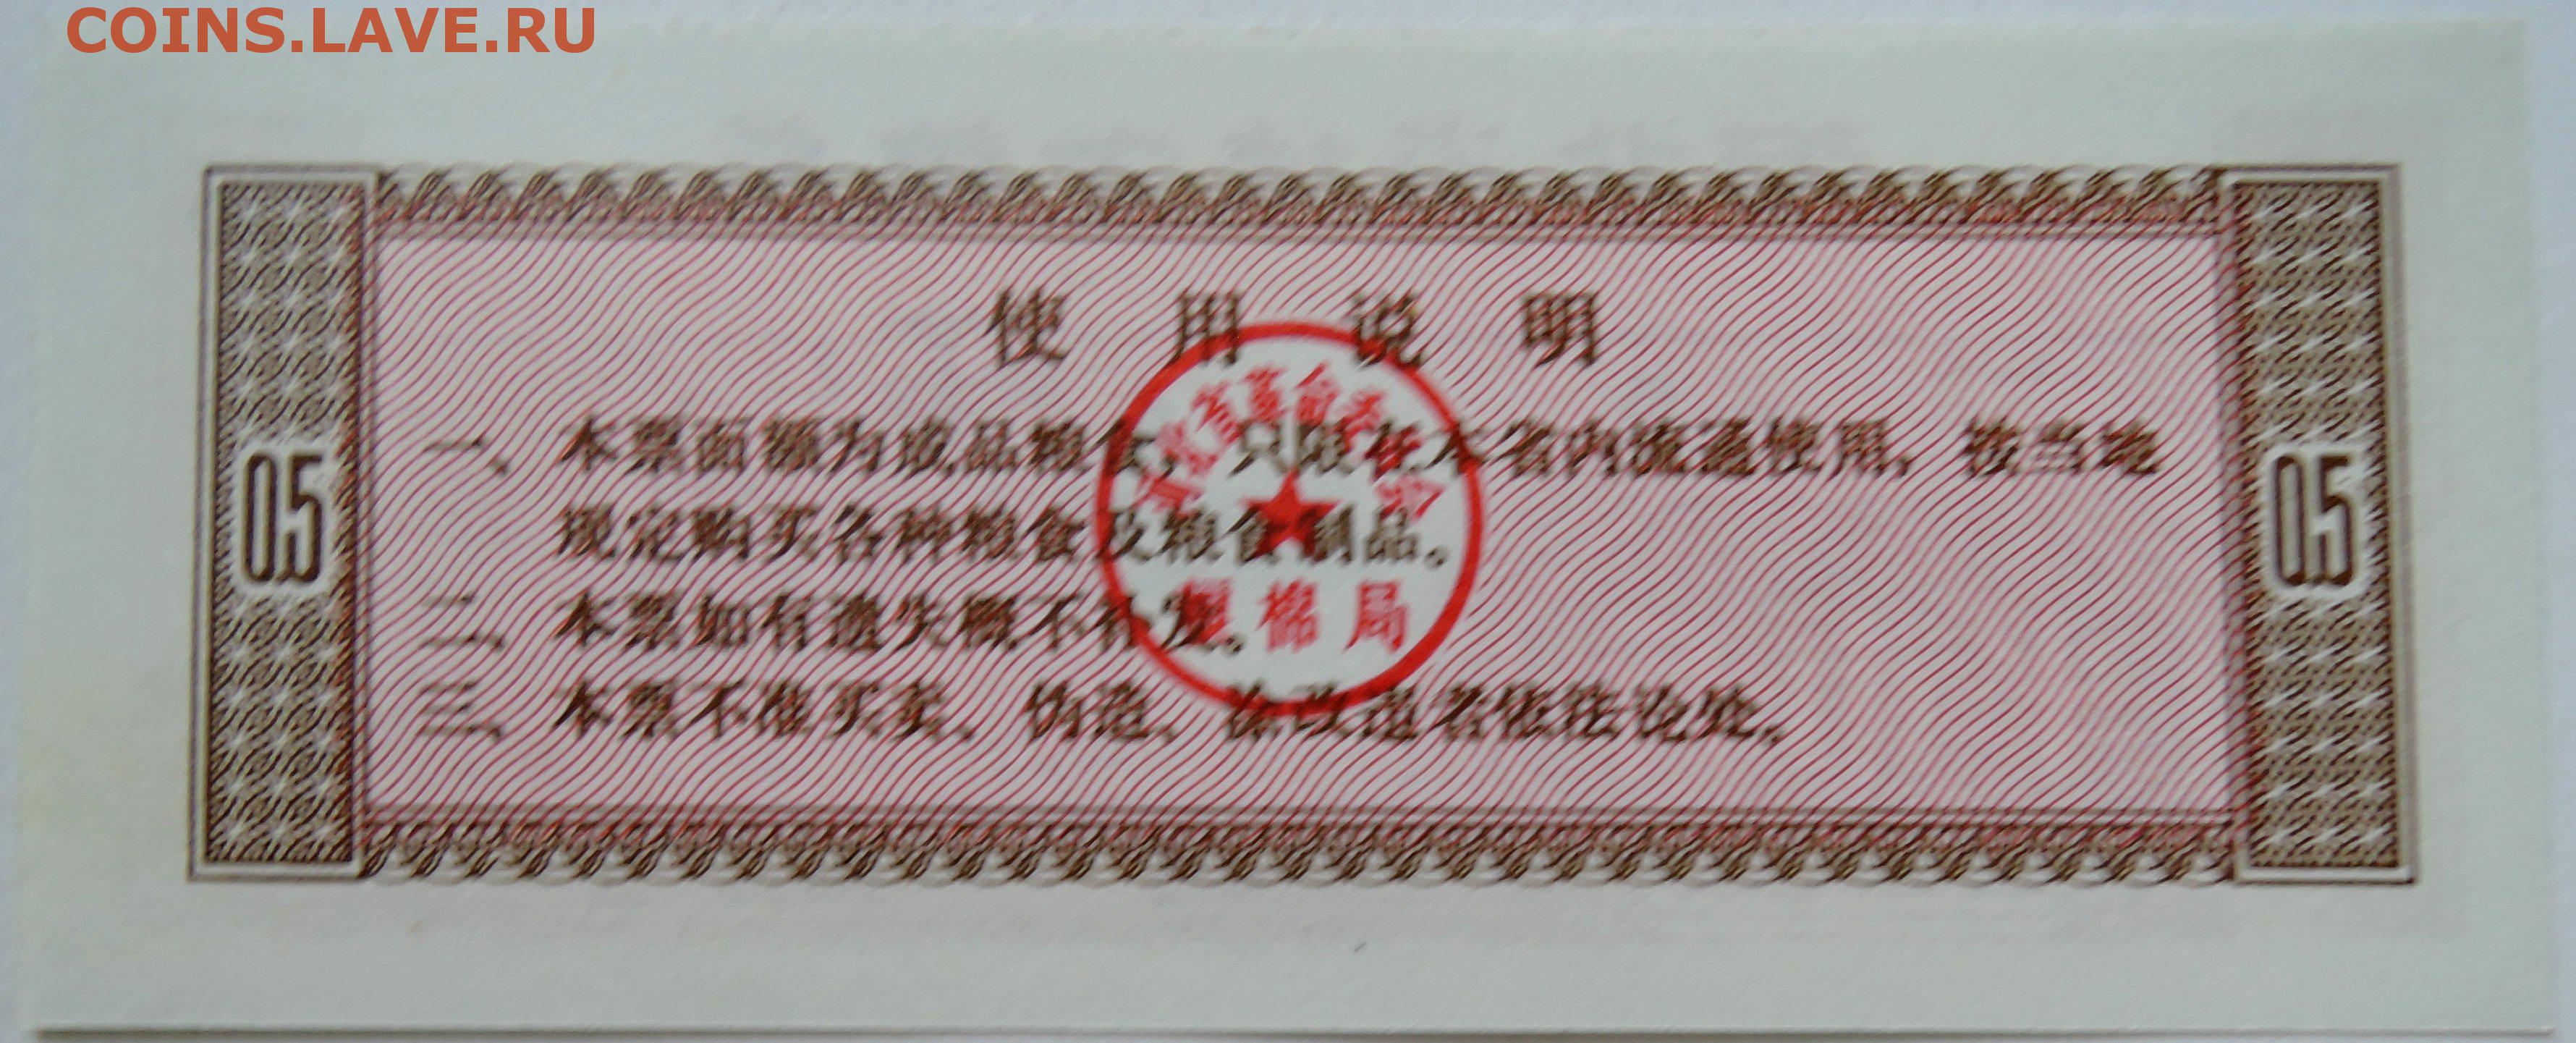 COINS.LAVE.RU
使用说明
一、本票面额为成品粮食，只限在本省内流通使用，按当地
规定购买各种粮食及粮食制品。
二、本票如有遗失概不补发。
三、本票不准买卖、伪造、涂改违者依法论处。
0.5
0.5
省革命委
棉局